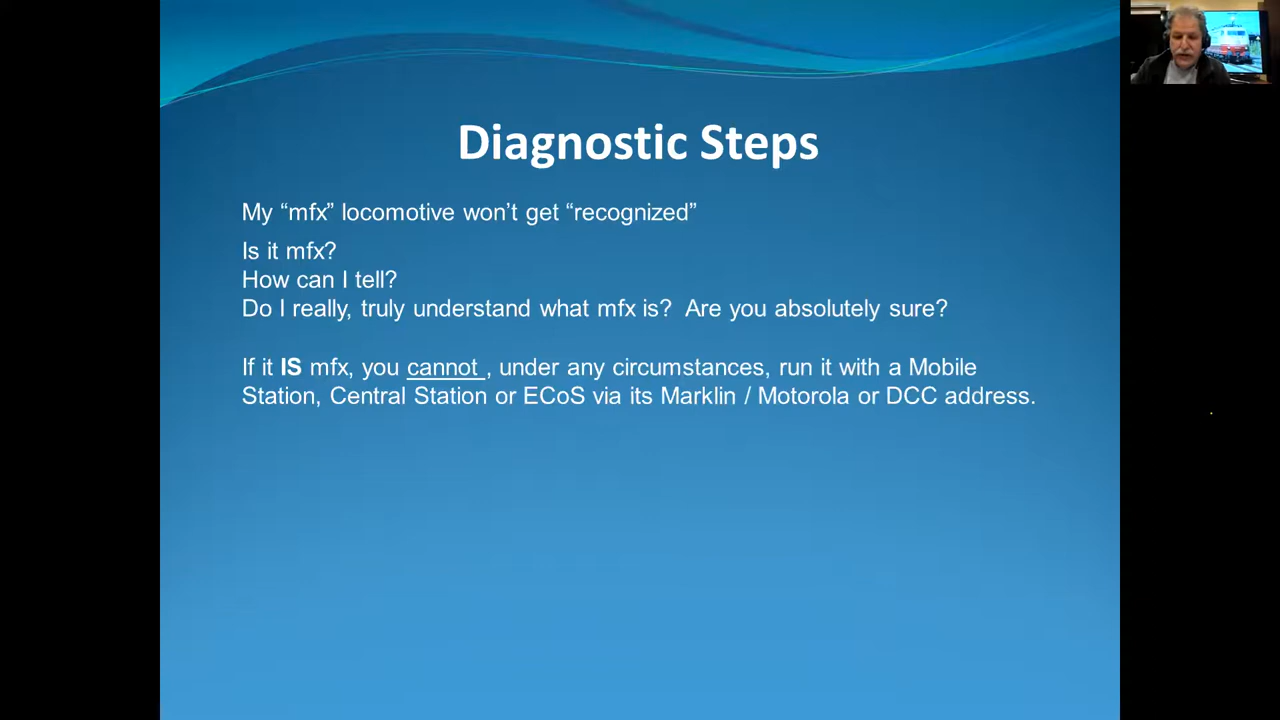 Diagnostic Steps
My “mfx” locomotive won’t get “recognized”
Is it mfx?
How can I tell?
Do I really, truly understand what mfx is?  Are you absolutely sure?
If it IS mfx, you cannot , under any circumstances, run it with a Mobile
Station, Central Station or ECoS via its Marklin / Motorola or DCC address.